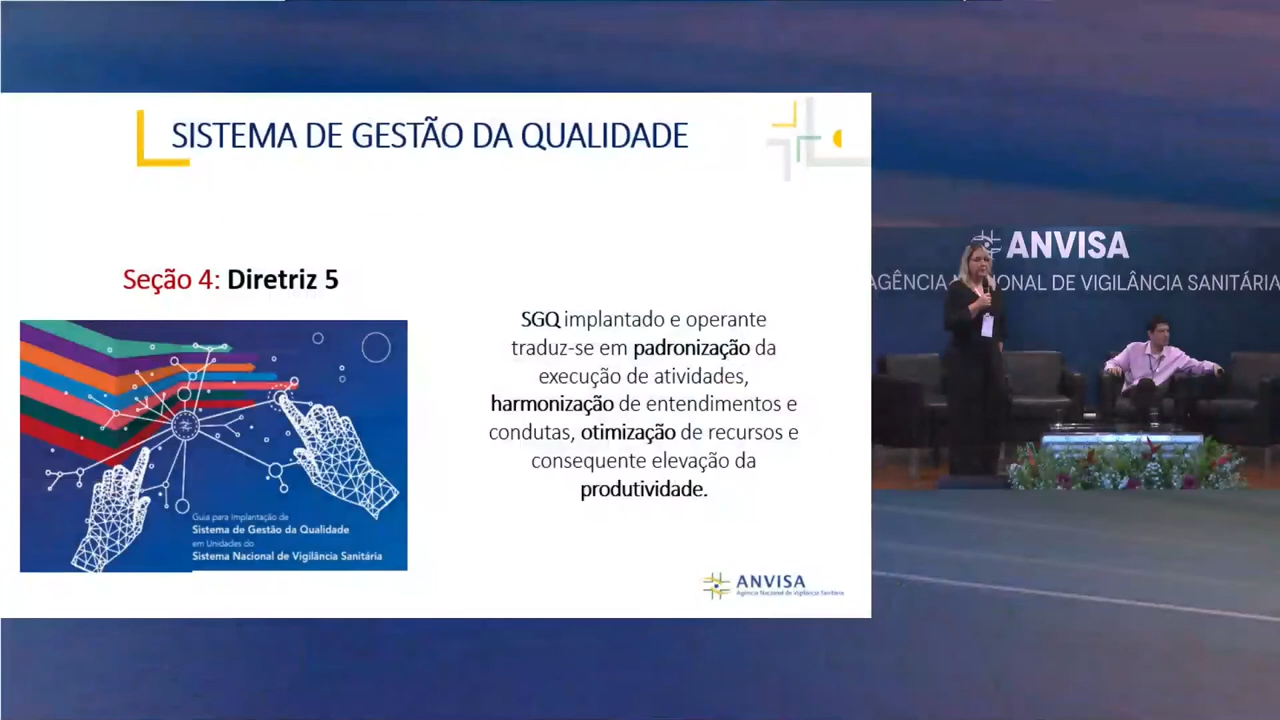 SISTEMA DE GESTÃO DA QUALIDADE
Seção 4: Diretriz 5
Guia para Implantação de
Sistema de Gestão da Qualidade
em Unidades do
Sistema Nacional de Vigilância Sanitária
SGQ implantado e operante
traduz-se em padronização da
execução de atividades,
harmonização de entendimentos e
condutas, otimização de recursos e
consequente elevação da
produtividade.
ANVISA
Agência Nacional de Vigilância Sanitária
ANVISA
AGÊNCIA N ONAL DE VIGILÂNCIA SANITÁRIA